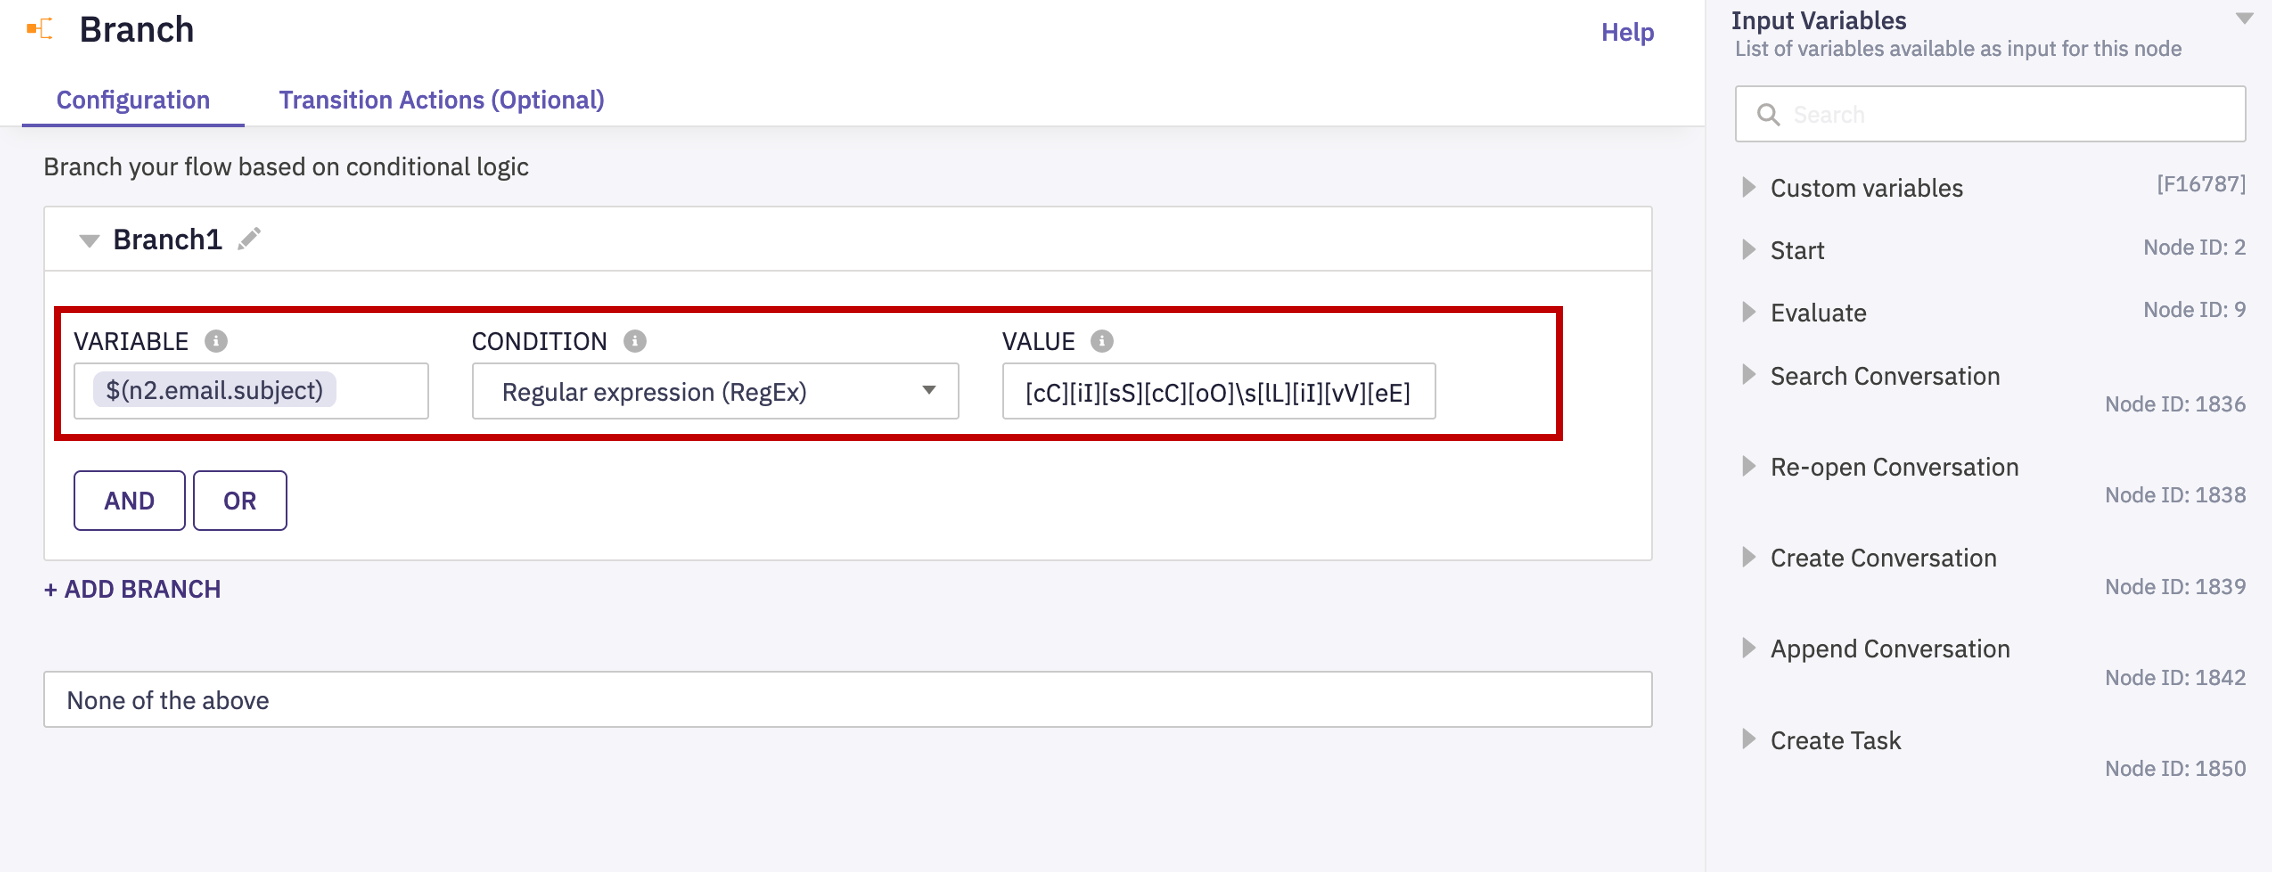 Branch
Help
Configuration
Transition Actions (Optional)
Branch your flow based on conditional logic
Branch1
VARIABLE
CONDITION
VALUE
$(n2.email.subject)
Regular expression (RegEx)
[cC][iI][sS][cC][oO]\s[lL][iI][vV][eE]
AND
OR
+ ADD BRANCH
None of the above
Input Variables
List of variables available as input for this node
Search
Custom variables
[F16787]
Start
Node ID: 2
Evaluate
Node ID: 9
Search Conversation
Node ID: 1836
Re-open Conversation
Node ID: 1838
Create Conversation
Node ID: 1839
Append Conversation
Node ID: 1842
Create Task
Node ID: 1850